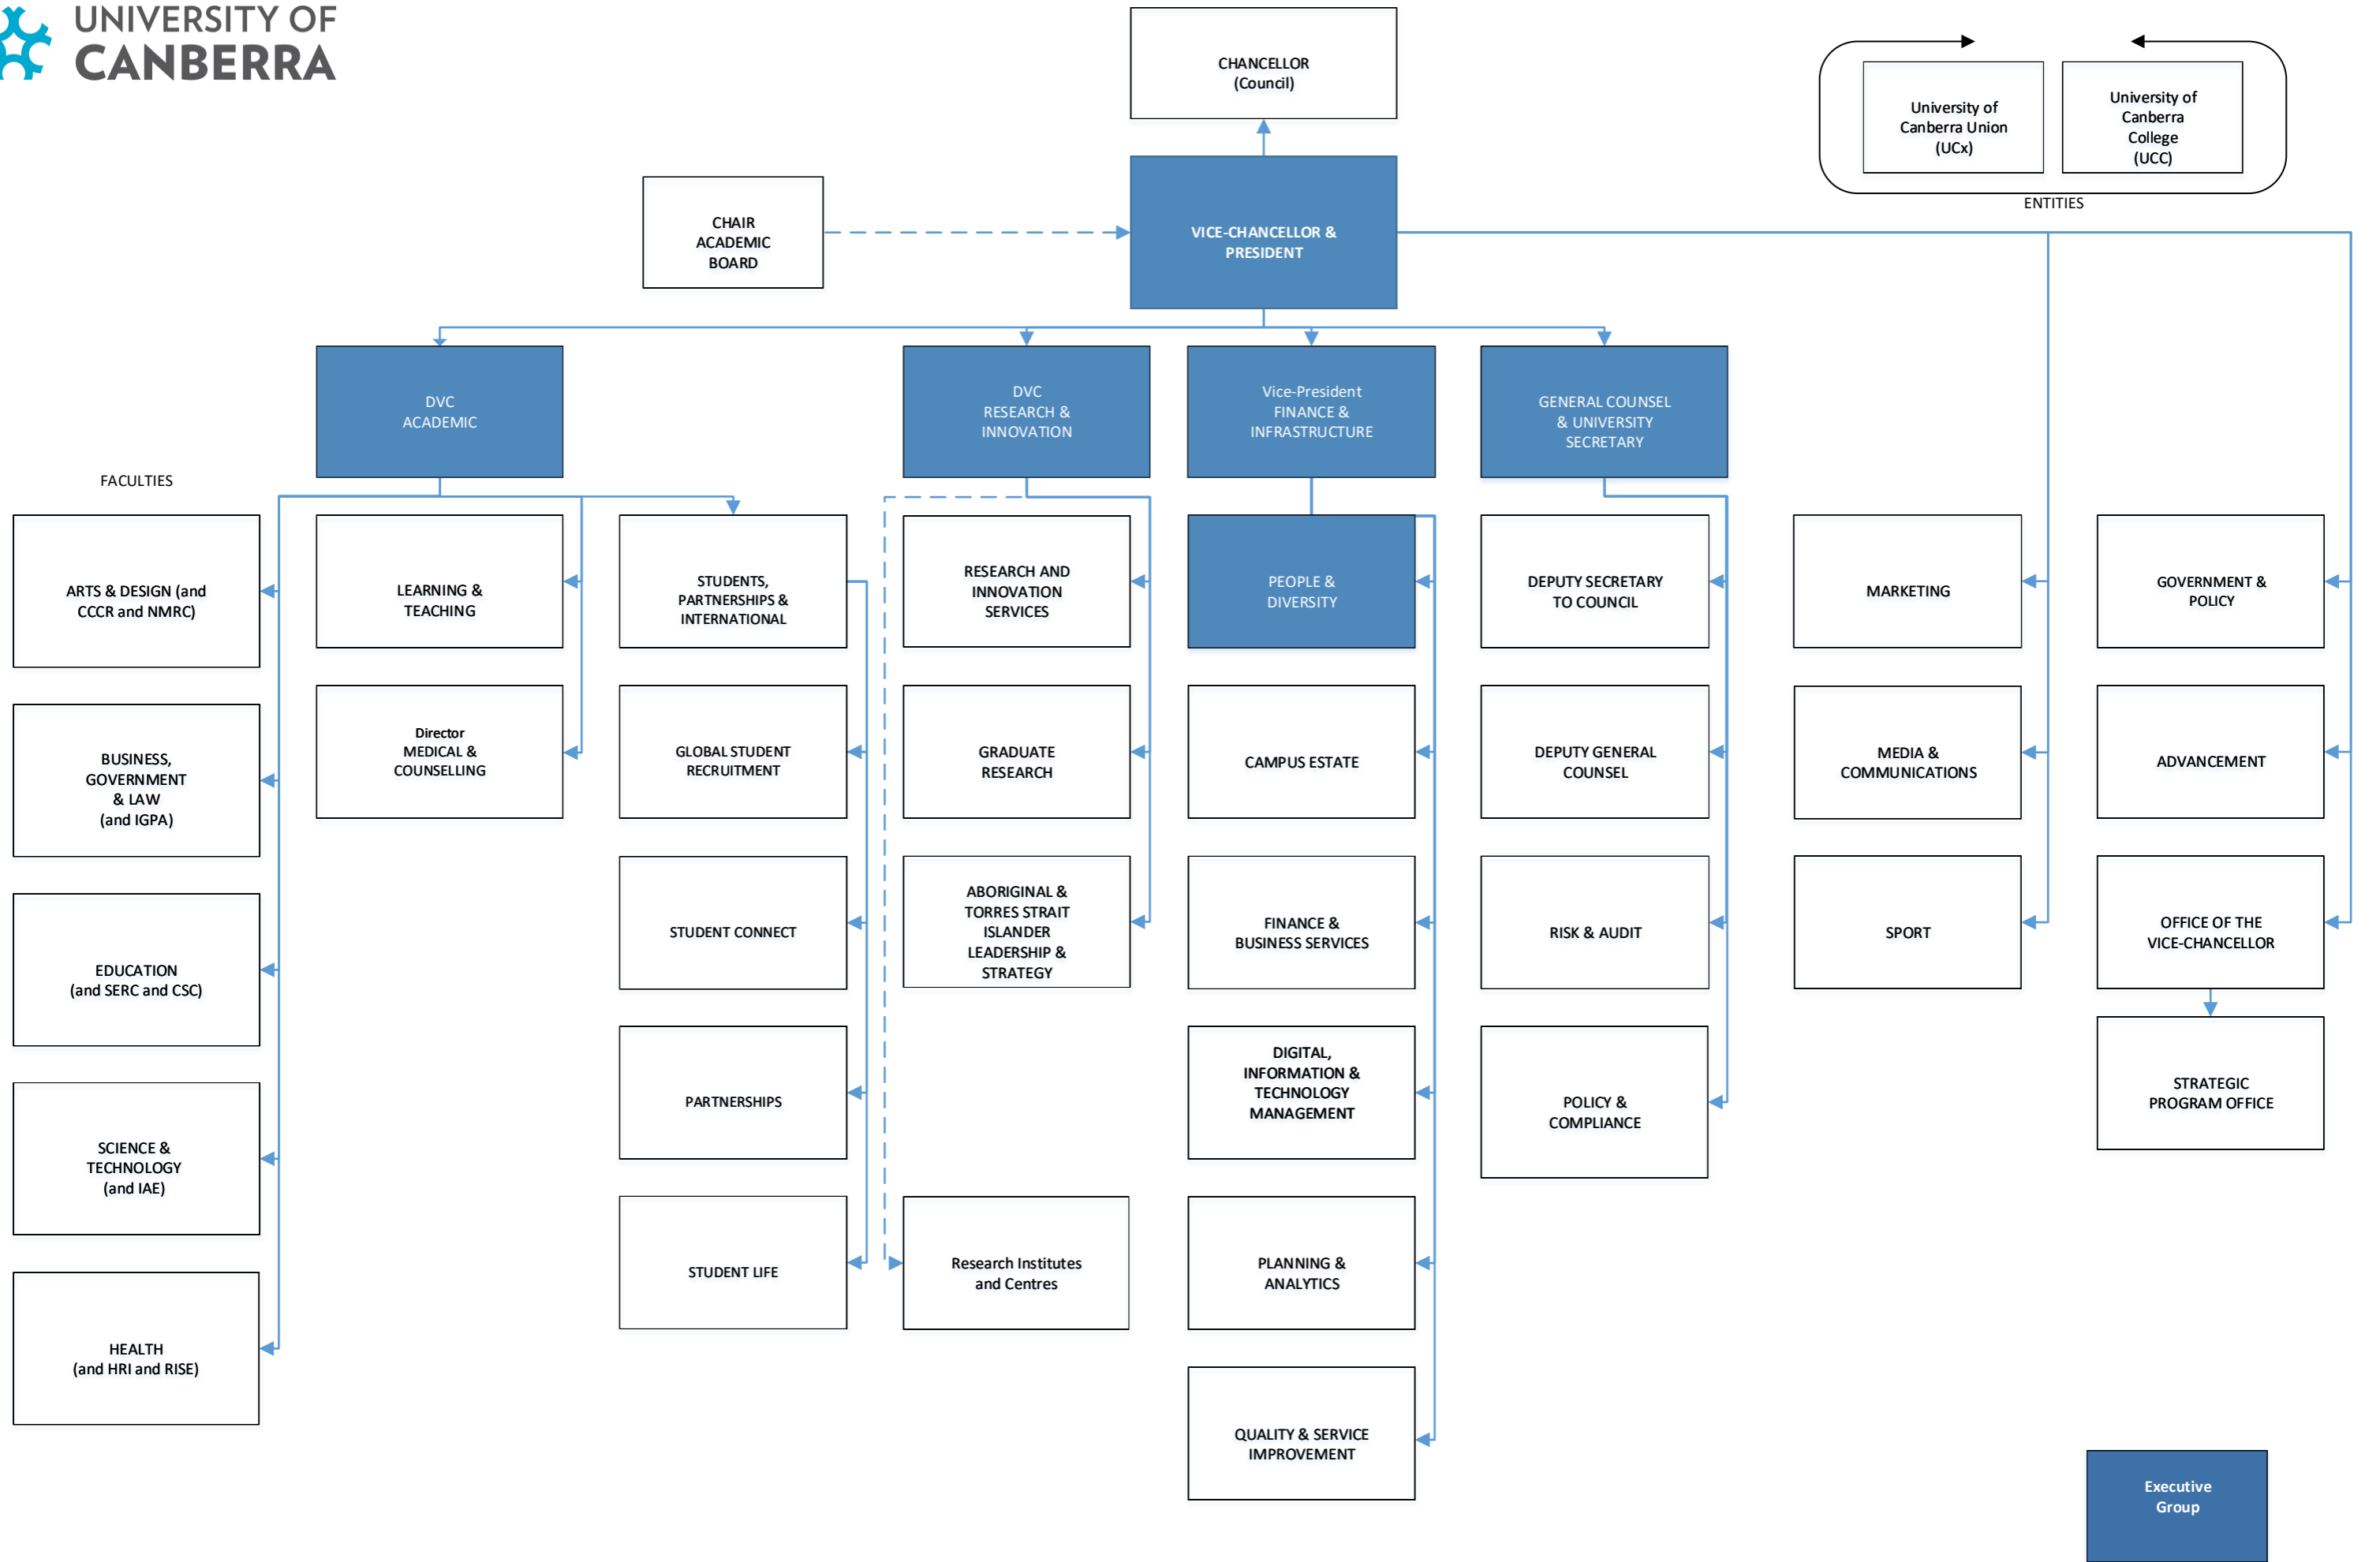 UNIVERSITY OF
CANBERRA
CHANCELLOR
(Council)
University of
Canberra Union
(UCx)
University of
Canberra
College
(UCC)
ENTITIES
CHAIR
ACADEMIC
BOARD
VICE-CHANCELLOR &
PRESIDENT
DVC
ACADEMIC
DVC
RESEARCH &
INNOVATION
Vice-President
FINANCE &
INFRASTRUCTURE
GENERAL COUNSEL
& UNIVERSITY
SECRETARY
FACULTIES
ARTS & DESIGN (and
CCCR and NMRC)
BUSINESS,
GOVERNMENT
& LAW
(and IGPA)
EDUCATION
(and SERC and CSC)
SCIENCE &
TECHNOLOGY
(and IAE)
HEALTH
(and HRI and RISE)
LEARNING &
TEACHING
Director
MEDICAL &
COUNSELLING
STUDENTS,
PARTNERSHIPS &
INTERNATIONAL
GLOBAL STUDENT
RECRUITMENT
STUDENT CONNECT
PARTNERSHIPS
STUDENT LIFE
RESEARCH AND
INNOVATION
SERVICES
GRADUATE
RESEARCH
ABORIGINAL &
TORRES STRAIT
ISLANDER
LEADERSHIP &
STRATEGY
Research Institutes
and Centres
PEOPLE &
DIVERSITY
CAMPUS ESTATE
FINANCE &
BUSINESS SERVICES
DIGITAL,
INFORMATION &
TECHNOLOGY
MANAGEMENT
PLANNING &
ANALYTICS
QUALITY & SERVICE
IMPROVEMENT
DEPUTY SECRETARY
TO COUNCIL
DEPUTY GENERAL
COUNSEL
RISK & AUDIT
POLICY &
COMPLIANCE
MARKETING
MEDIA &
COMMUNICATIONS
SPORT
GOVERNMENT &
POLICY
ADVANCEMENT
OFFICE OF THE
VICE-CHANCELLOR
STRATEGIC
PROGRAM OFFICE
Executive
Group